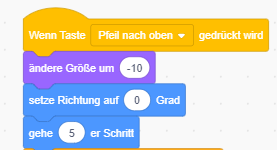 Wenn Taste Pfeil nach oben gedrückt wird
ändere Größe um -10
setze Richtung auf 0 Grad
gehe 5 er Schritt